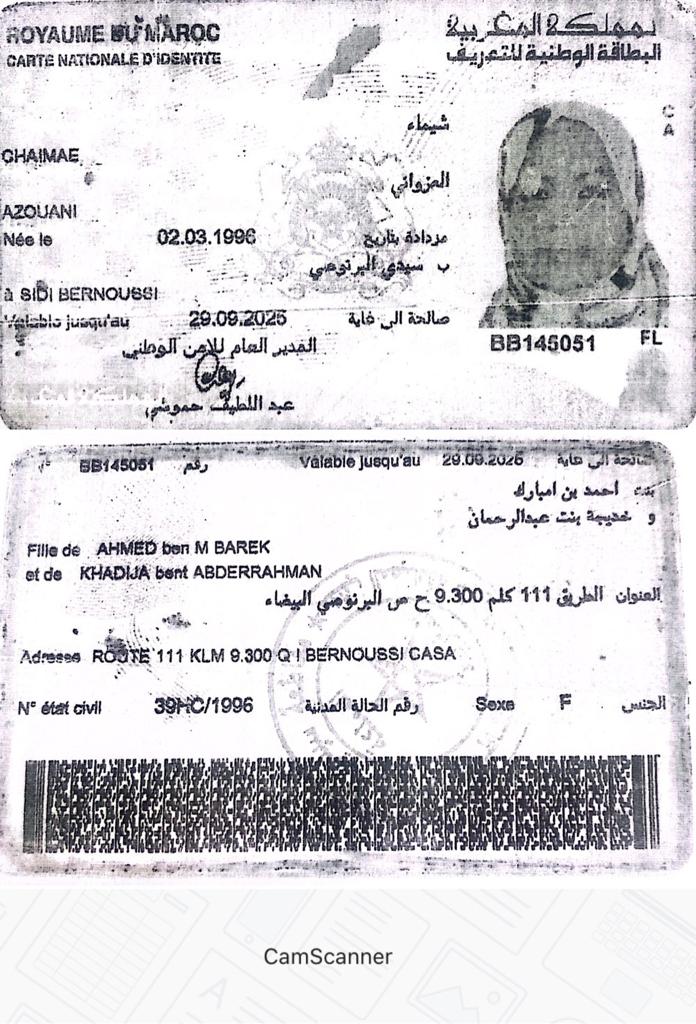 ROYAUME DU MAROC
المملكة المغربية
CARTE NATIONALE D'IDENTITE
البطاقة الوطنية للتعريف
شيماء
CHAIMAE
العزواني
AZOUANI
Née le 02.03.1996 مزدادة بتاريخ
ب سيدي البرنوصي
à SIDI BERNOUSSI
Valable jusqu'au 29.09.2025 صالحة الى غاية
المدير العام للامن الوطني
عبد اللطيف حموشي
CA
BB145051 FL
N° BB145051 رقم Valable jusqu'au 29.09.2025 صالحة الى غاية
بنت احمد بن امبارك
و خديجة بنت عبدالرحمان
Fille de AHMED ben M BAREK
et de KHADIJA bent ABDERRAHMAN
العنوان الطريق 111 كلم 9.300 ح ص البرنوصي البيضاء
Adresse ROUTE 111 KLM 9.300 Q I BERNOUSSI CASA
N° état civil 39HC/1996 رقم الحالة المدنية Sexe F الجنس
CamScanner